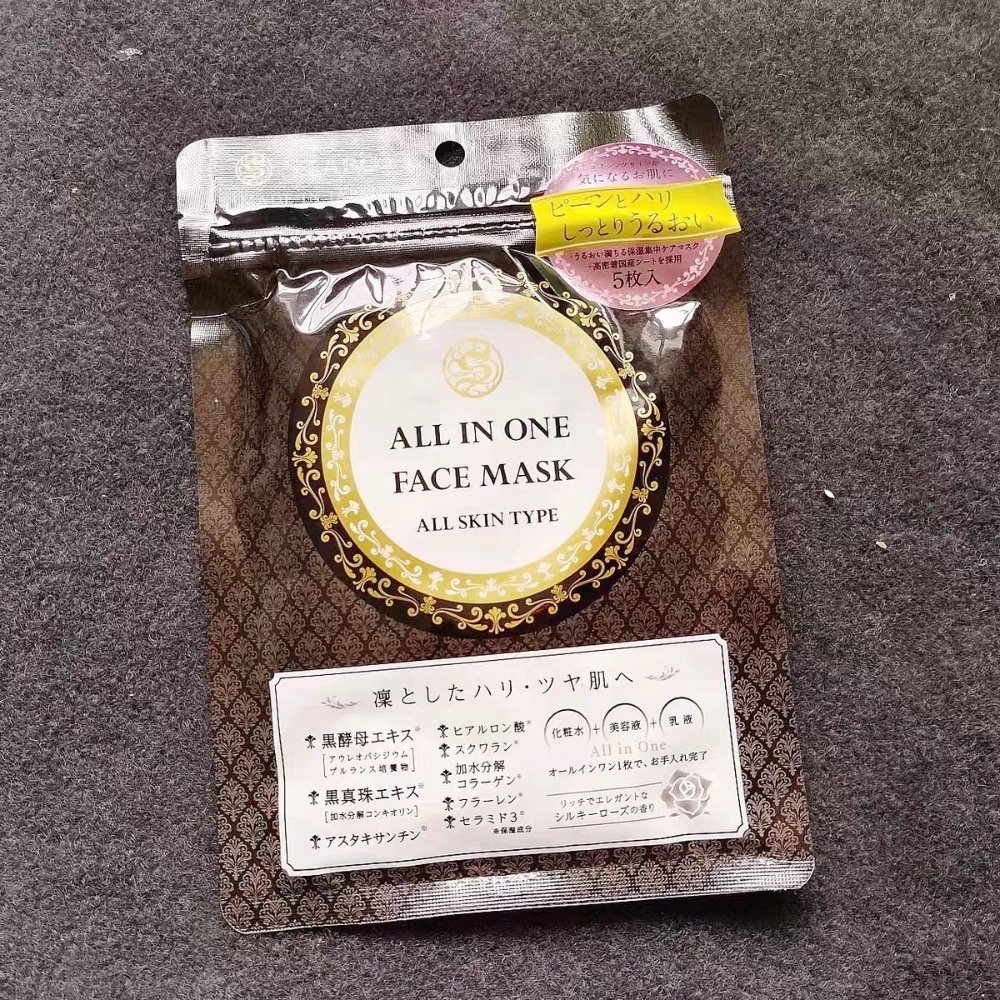 気になるお肌に
ピーンとハリ
しっとりうるおい
・うるおい満ちる保湿集中ケアマスク
・高密着国産シートを採用
5枚入
ALL IN ONE
FACE MASK
ALL SKIN TYPE
凜としたハリ・ツヤ肌へ
黒酵母エキス※
[アウレオバシジウム
プルランス培養物]
黒真珠エキス※
[加水分解コンキオリン]
アスタキサンチン※
ヒアルロン酸※
スクワラン※
加水分解
コラーゲン※
フラーレン※
セラミド3※
※保湿成分
化粧水+美容液+乳液
All in One
オールインワン1枚で、お手入れ完了
リッチでエレガントな
シルキーローズの香り